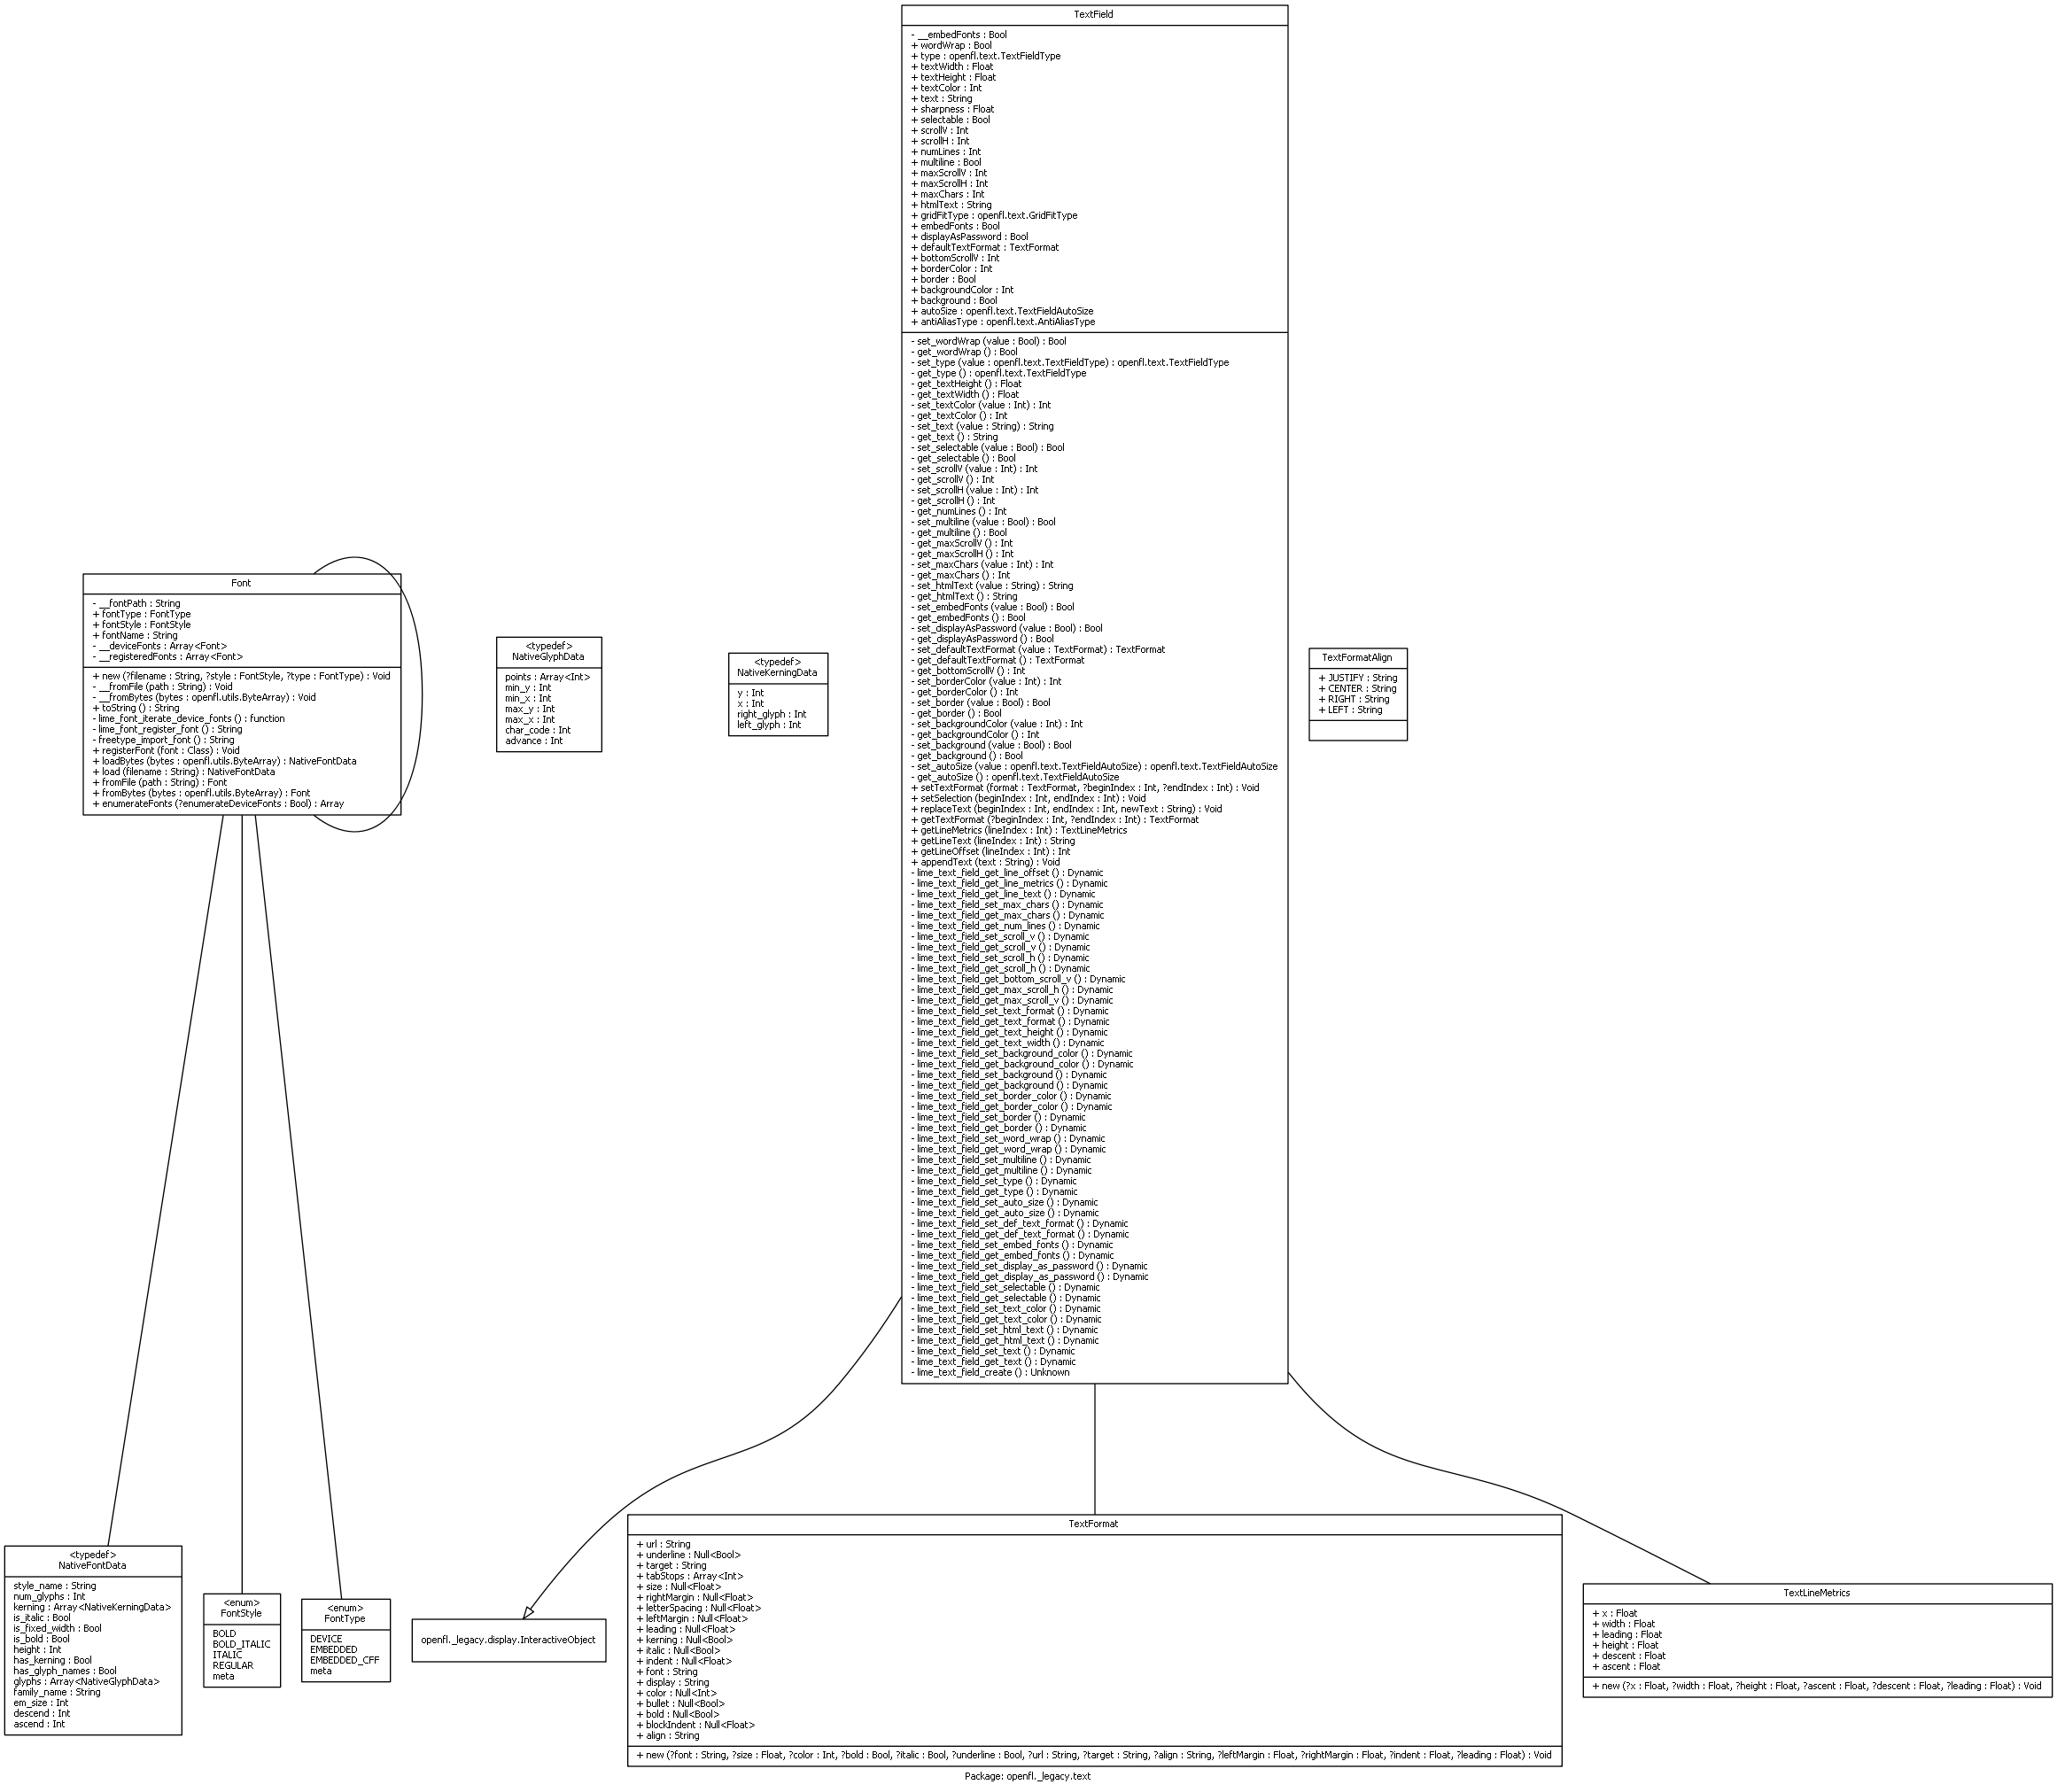 TextField
- __embedFonts : Bool
+ wordWrap : Bool
+ type : openfl.text.TextFieldType
+ textWidth : Float
+ textHeight : Float
+ textColor : Int
+ text : String
+ sharpness : Float
+ selectable : Bool
+ scrollV : Int
+ scrollH : Int
+ numLines : Int
+ multiline : Bool
+ maxScrollV : Int
+ maxScrollH : Int
+ maxChars : Int
+ htmlText : String
+ gridFitType : openfl.text.GridFitType
+ embedFonts : Bool
+ displayAsPassword : Bool
+ defaultTextFormat : TextFormat
+ bottomScrollV : Int
+ borderColor : Int
+ border : Bool
+ backgroundColor : Int
+ background : Bool
+ autoSize : openfl.text.TextFieldAutoSize
+ antiAliasType : openfl.text.AntiAliasType
- set_wordWrap (value : Bool) : Bool
- get_wordWrap () : Bool
- set_type (value : openfl.text.TextFieldType) : openfl.text.TextFieldType
- get_type () : openfl.text.TextFieldType
- get_textHeight () : Float
- get_textWidth () : Float
- set_textColor (value : Int) : Int
- get_textColor () : Int
- set_text (value : String) : String
- get_text () : String
- set_selectable (value : Bool) : Bool
- get_selectable () : Bool
- set_scrollV (value : Int) : Int
- get_scrollV () : Int
- set_scrollH (value : Int) : Int
- get_scrollH () : Int
- get_numLines () : Int
- set_multiline (value : Bool) : Bool
- get_multiline () : Bool
- get_maxScrollV () : Int
- get_maxScrollH () : Int
- set_maxChars (value : Int) : Int
- get_maxChars () : Int
- set_htmlText (value : String) : String
- get_htmlText () : String
- set_embedFonts (value : Bool) : Bool
- get_embedFonts () : Bool
- set_displayAsPassword (value : Bool) : Bool
- get_displayAsPassword () : Bool
- set_defaultTextFormat (value : TextFormat) : TextFormat
- get_defaultTextFormat () : TextFormat
- get_bottomScrollV () : Int
- set_borderColor (value : Int) : Int
- get_borderColor () : Int
- set_border (value : Bool) : Bool
- get_border () : Bool
- set_backgroundColor (value : Int) : Int
- get_backgroundColor () : Int
- set_background (value : Bool) : Bool
- get_background () : Bool
- set_autoSize (value : openfl.text.TextFieldAutoSize) : openfl.text.TextFieldAutoSize
- get_autoSize () : openfl.text.TextFieldAutoSize
+ setTextFormat (format : TextFormat, ?beginIndex : Int, ?endIndex : Int) : Void
+ setSelection (beginIndex : Int, endIndex : Int) : Void
+ replaceText (beginIndex : Int, endIndex : Int, newText : String) : Void
+ getTextFormat (?beginIndex : Int, ?endIndex : Int) : TextFormat
+ getLineMetrics (lineIndex : Int) : TextLineMetrics
+ getLineText (lineIndex : Int) : String
+ getLineOffset (lineIndex : Int) : Int
+ appendText (text : String) : Void
- lime_text_field_get_line_offset () : Dynamic
- lime_text_field_get_line_metrics () : Dynamic
- lime_text_field_get_line_text () : Dynamic
- lime_text_field_set_max_chars () : Dynamic
- lime_text_field_get_max_chars () : Dynamic
- lime_text_field_get_num_lines () : Dynamic
- lime_text_field_set_scroll_v () : Dynamic
- lime_text_field_get_scroll_v () : Dynamic
- lime_text_field_set_scroll_h () : Dynamic
- lime_text_field_get_scroll_h () : Dynamic
- lime_text_field_get_bottom_scroll_v () : Dynamic
- lime_text_field_get_max_scroll_h () : Dynamic
- lime_text_field_get_max_scroll_v () : Dynamic
- lime_text_field_set_text_format () : Dynamic
- lime_text_field_get_text_format () : Dynamic
- lime_text_field_get_text_height () : Dynamic
- lime_text_field_get_text_width () : Dynamic
- lime_text_field_set_background_color () : Dynamic
- lime_text_field_get_background_color () : Dynamic
- lime_text_field_set_background () : Dynamic
- lime_text_field_get_background () : Dynamic
- lime_text_field_set_border_color () : Dynamic
- lime_text_field_get_border_color () : Dynamic
- lime_text_field_set_border () : Dynamic
- lime_text_field_get_border () : Dynamic
- lime_text_field_set_word_wrap () : Dynamic
- lime_text_field_get_word_wrap () : Dynamic
- lime_text_field_set_multiline () : Dynamic
- lime_text_field_get_multiline () : Dynamic
- lime_text_field_set_type () : Dynamic
- lime_text_field_get_type () : Dynamic
- lime_text_field_set_auto_size () : Dynamic
- lime_text_field_get_auto_size () : Dynamic
- lime_text_field_set_def_text_format () : Dynamic
- lime_text_field_get_def_text_format () : Dynamic
- lime_text_field_set_embed_fonts () : Dynamic
- lime_text_field_get_embed_fonts () : Dynamic
- lime_text_field_set_display_as_password () : Dynamic
- lime_text_field_get_display_as_password () : Dynamic
- lime_text_field_set_selectable () : Dynamic
- lime_text_field_get_selectable () : Dynamic
- lime_text_field_set_text_color () : Dynamic
- lime_text_field_get_text_color () : Dynamic
- lime_text_field_set_html_text () : Dynamic
- lime_text_field_get_html_text () : Dynamic
- lime_text_field_set_text () : Dynamic
- lime_text_field_get_text () : Dynamic
- lime_text_field_create () : Unknown
Font
- __fontPath : String
+ fontType : FontType
+ fontStyle : FontStyle
+ fontName : String
- __deviceFonts : Array<Font>
- __registeredFonts : Array<Font>
+ new (?filename : String, ?style : FontStyle, ?type : FontType) : Void
- __fromFile (path : String) : Void
- __fromBytes (bytes : openfl.utils.ByteArray) : Void
+ toString () : String
- lime_font_iterate_device_fonts () : function
- lime_font_register_font () : String
- freetype_import_font () : String
+ registerFont (font : Class) : Void
+ loadBytes (bytes : openfl.utils.ByteArray) : NativeFontData
+ load (filename : String) : NativeFontData
+ fromFile (path : String) : Font
+ fromBytes (bytes : openfl.utils.ByteArray) : Font
+ enumerateFonts (?enumerateDeviceFonts : Bool) : Array
<typedef>
NativeGlyphData
points : Array<Int>
min_y : Int
min_x : Int
max_y : Int
max_x : Int
char_code : Int
advance : Int
<typedef>
NativeKerningData
y : Int
x : Int
right_glyph : Int
left_glyph : Int
TextFormatAlign
+ JUSTIFY : String
+ CENTER : String
+ RIGHT : String
+ LEFT : String
<typedef>
NativeFontData
style_name : String
num_glyphs : Int
kerning : Array<NativeKerningData>
is_italic : Bool
is_fixed_width : Bool
is_bold : Bool
height : Int
has_kerning : Bool
has_glyph_names : Bool
glyphs : Array<NativeGlyphData>
family_name : String
em_size : Int
descend : Int
ascend : Int
<enum>
FontStyle
BOLD
BOLD_ITALIC
ITALIC
REGULAR
meta
<enum>
FontType
DEVICE
EMBEDDED
EMBEDDED_CFF
meta
openfl._legacy.display.InteractiveObject
TextFormat
+ url : String
+ underline : Null<Bool>
+ target : String
+ tabStops : Array<Int>
+ size : Null<Float>
+ rightMargin : Null<Float>
+ letterSpacing : Null<Float>
+ leftMargin : Null<Float>
+ leading : Null<Float>
+ kerning : Null<Bool>
+ italic : Null<Bool>
+ indent : Null<Float>
+ font : String
+ display : String
+ color : Null<Int>
+ bullet : Null<Bool>
+ bold : Null<Bool>
+ blockIndent : Null<Float>
+ align : String
+ new (?font : String, ?size : Float, ?color : Int, ?bold : Bool, ?italic : Bool, ?underline : Bool, ?url : String, ?target : String, ?align : String, ?leftMargin : Float, ?rightMargin : Float, ?indent : Float, ?leading : Float) : Void
TextLineMetrics
+ x : Float
+ width : Float
+ leading : Float
+ height : Float
+ descent : Float
+ ascent : Float
+ new (?x : Float, ?width : Float, ?height : Float, ?ascent : Float, ?descent : Float, ?leading : Float) : Void
Package: openfl._legacy.text